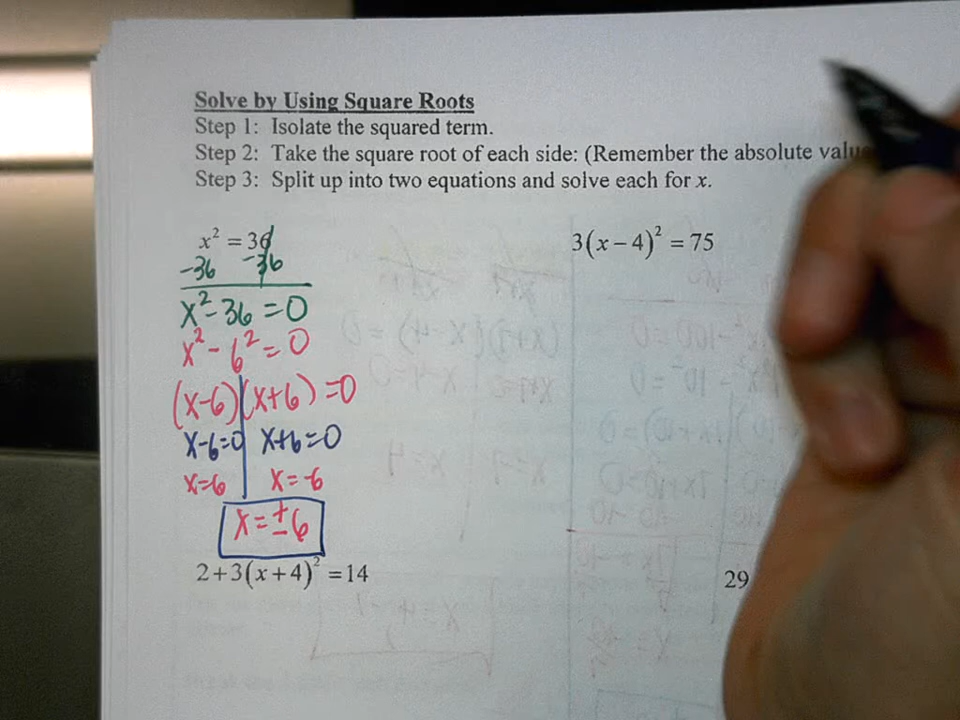 Solve by Using Square Roots
Step 1: Isolate the squared term.
Step 2: Take the square root of each side: (Remember the absolute
Step 3: Split up into two equations and solve each for x.
x² = 36
-36 -36
x² - 36 = 0
x² - 6² = 0
(x-6)(x+6) = 0
x-6=0 x+6=0
x=6 x=-6
x=±6
3(x-4)² = 75
2+3(x+4)² = 14
29